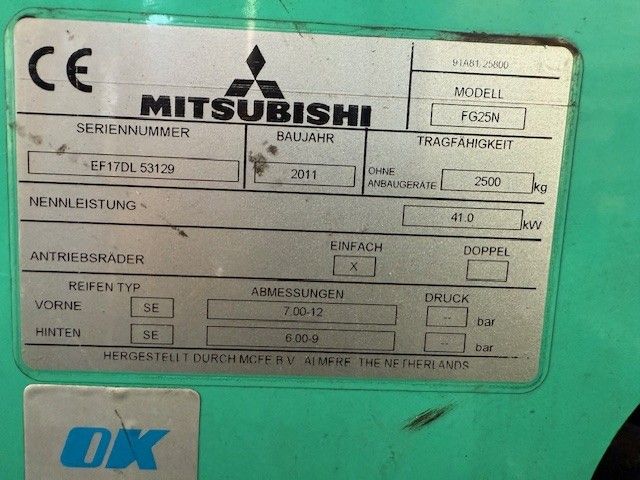 CE
91A81 25800
MITSUBISHI
MODELL
FG25N
SERIENNUMMER
BAUJAHR
TRAGFÄHIGKEIT
EF17DL 53129
2011
OHNE
ANBAUGERÄTE
2500
kg
NENNLEISTUNG
41.0
kW
ANTRIEBSRÄDER
EINFACH
X
DOPPEL
REIFEN TYP
ABMESSUNGEN
DRUCK
VORNE
SE
7.00-12
--
bar
HINTEN
SE
6.00-9
--
bar
HERGESTELLT DURCH MCFE B.V. ALMERE, THE NETHERLANDS
OK